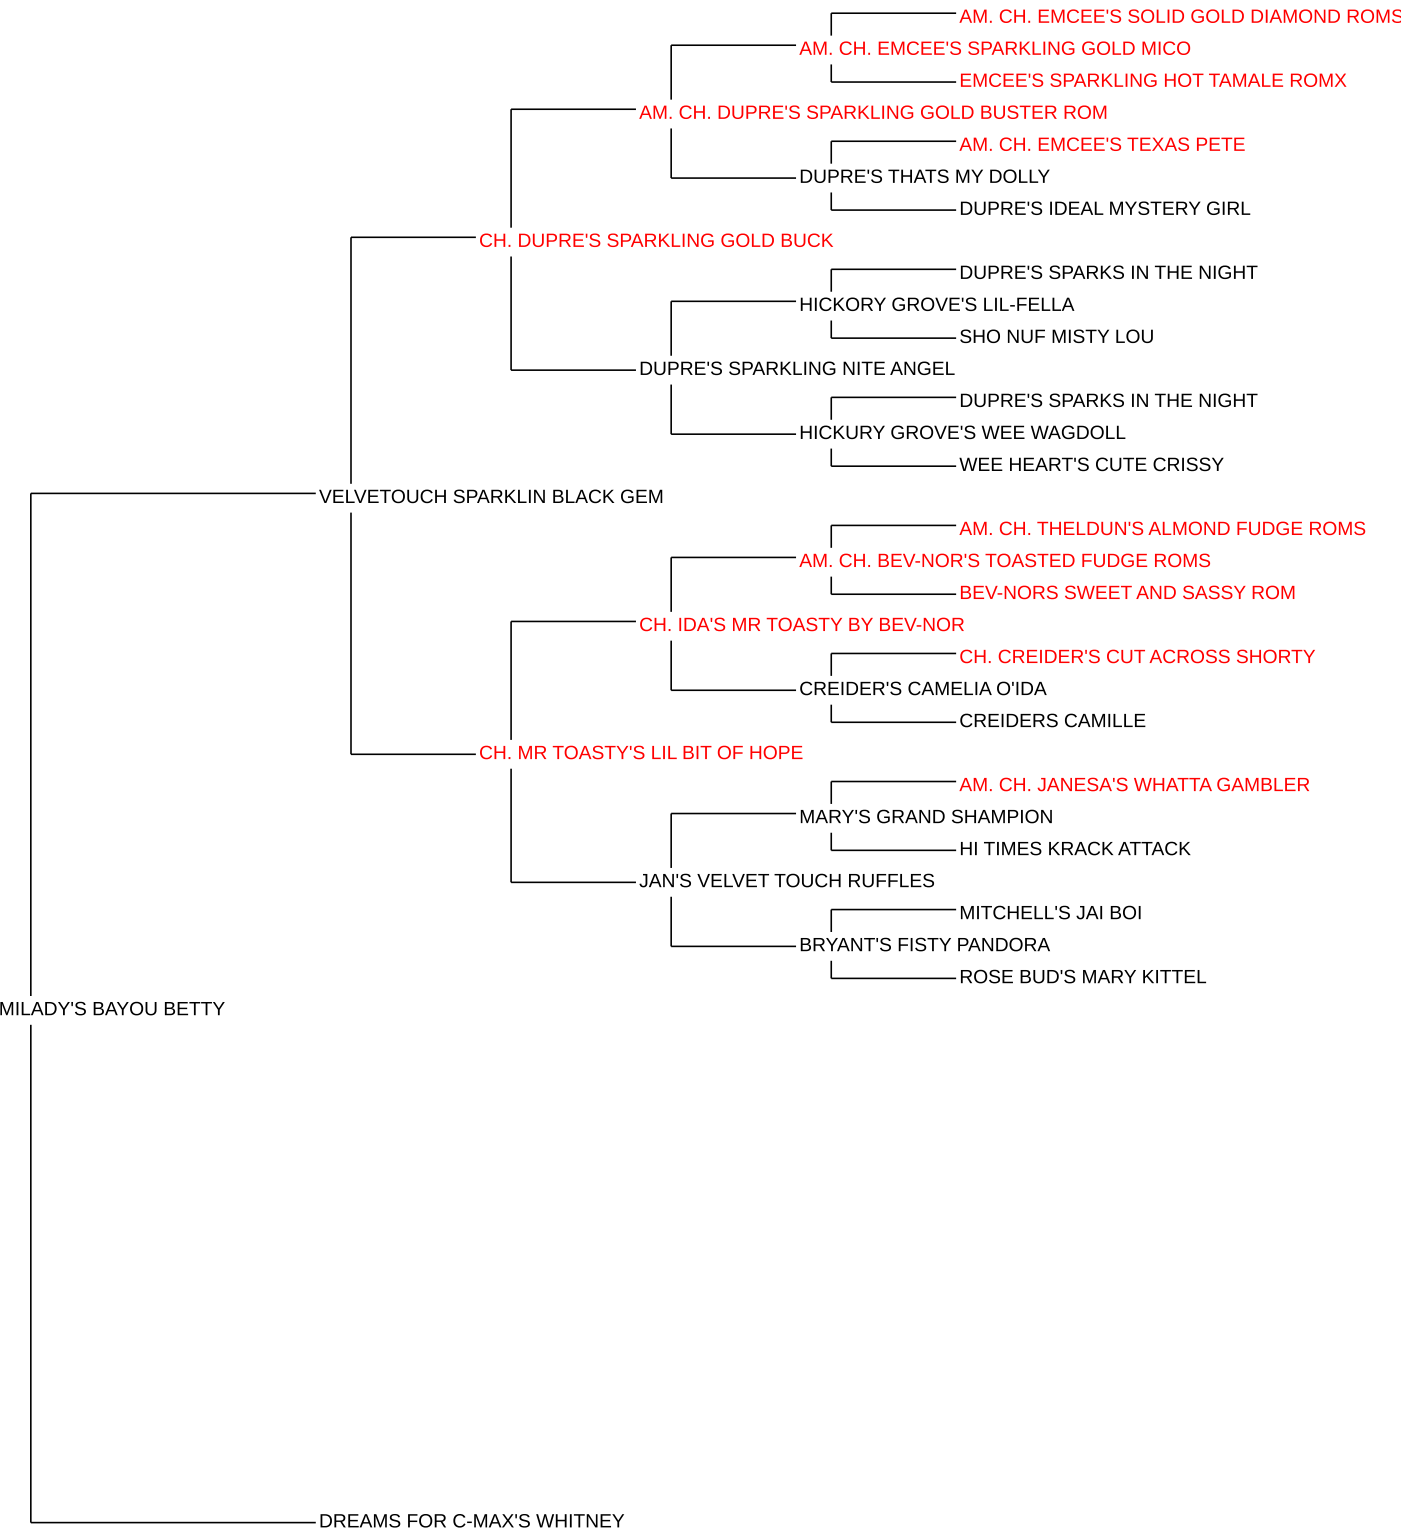 AM. CH. EMCEE'S SOLID GOLD DIAMOND ROMS
AM. CH. EMCEE'S SPARKLING GOLD MICO
EMCEE'S SPARKLING HOT TAMALE ROMX
AM. CH. DUPRE'S SPARKLING GOLD BUSTER ROM
AM. CH. EMCEE'S TEXAS PETE
DUPRE'S THATS MY DOLLY
DUPRE'S IDEAL MYSTERY GIRL
CH. DUPRE'S SPARKLING GOLD BUCK
DUPRE'S SPARKS IN THE NIGHT
HICKORY GROVE'S LIL-FELLA
SHO NUF MISTY LOU
DUPRE'S SPARKLING NITE ANGEL
DUPRE'S SPARKS IN THE NIGHT
HICKURY GROVE'S WEE WAGDOLL
WEE HEART'S CUTE CRISSY
VELVETOUCH SPARKLIN BLACK GEM
AM. CH. THELDUN'S ALMOND FUDGE ROMS
AM. CH. BEV-NOR'S TOASTED FUDGE ROMS
BEV-NORS SWEET AND SASSY ROM
CH. IDA'S MR TOASTY BY BEV-NOR
CH. CREIDER'S CUT ACROSS SHORTY
CREIDER'S CAMELIA O'IDA
CREIDERS CAMILLE
CH. MR TOASTY'S LIL BIT OF HOPE
AM. CH. JANESA'S WHATTA GAMBLER
MARY'S GRAND SHAMPION
HI TIMES KRACK ATTACK
JAN'S VELVET TOUCH RUFFLES
MITCHELL'S JAI BOI
BRYANT'S FISTY PANDORA
ROSE BUD'S MARY KITTEL
MILADY'S BAYOU BETTY
DREAMS FOR C-MAX'S WHITNEY